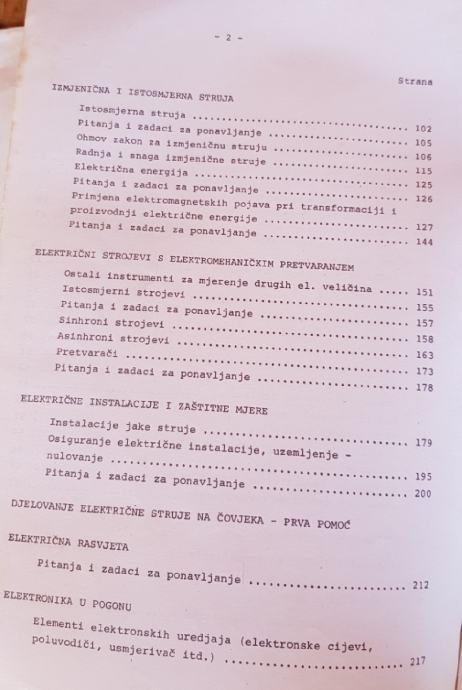 - 2 -
Strana
IZMJENIČNA I ISTOSMJERNA STRUJA
Istosmjerna struja ........................................ 102
Pitanja i zadaci za ponavljanje ........................... 105
Ohmov zakon za izmjeničnu struju .......................... 106
Radnja i snaga izmjenične struje .......................... 115
Električna energija ....................................... 125
Pitanja i zadaci za ponavljanje ........................... 126
Primjena elektromagnetskih pojava pri transformaciji i
proizvodnji električne energije ........................... 127
Pitanja i zadaci za ponavljanje ........................... 144
ELEKTRIČNI STROJEVI S ELEKTROMEHANIČKIM PRETVARANJEM
Ostali instrumenti za mjerenje drugih el. veličina ..... 151
Istosmjerni strojevi ................................... 155
Pitanja i zadaci za ponavljanje ........................ 157
Sinhroni strojevi ...................................... 158
Asinhroni strojevi ..................................... 163
Pretvarači ............................................. 173
Pitanja i zadaci za ponavljanje ........................ 178
ELEKTRIČNE INSTALACIJE I ZAŠTITNE MJERE
Instalacije jake struje ................................ 179
Osiguranje električne instalacije, uzemljenje -
nulovanje .............................................. 195
Pitanja i zadaci za ponavljanje ........................ 200
DJELOVANJE ELEKTRIČNE STRUJE NA ČOVJEKA - PRVA POMOĆ
ELEKTRIČNA RASVJETA
Pitanja i zadaci za ponavljanje ........................ 212
ELEKTRONIKA U POGONU
Elementi elektronskih uredjaja (elektronske cijevi,
poluvodiči, usmjerivač itd.) ........................... 217